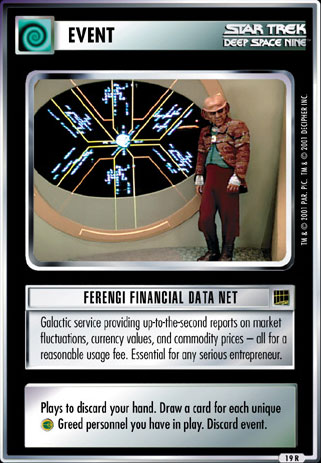 EVENT
STAR TREK
DEEP SPACE NINE
TM & © 2001 PAR. PIC. TM & © 2001 DECIPHER INC.
FERENGI FINANCIAL DATA NET
Galactic service providing up-to-the-second reports on market
fluctuations, currency values, and commodity prices – all for a
reasonable usage fee. Essential for any serious entrepreneur.
Plays to discard your hand. Draw a card for each unique
Greed personnel you have in play. Discard event.
19 R